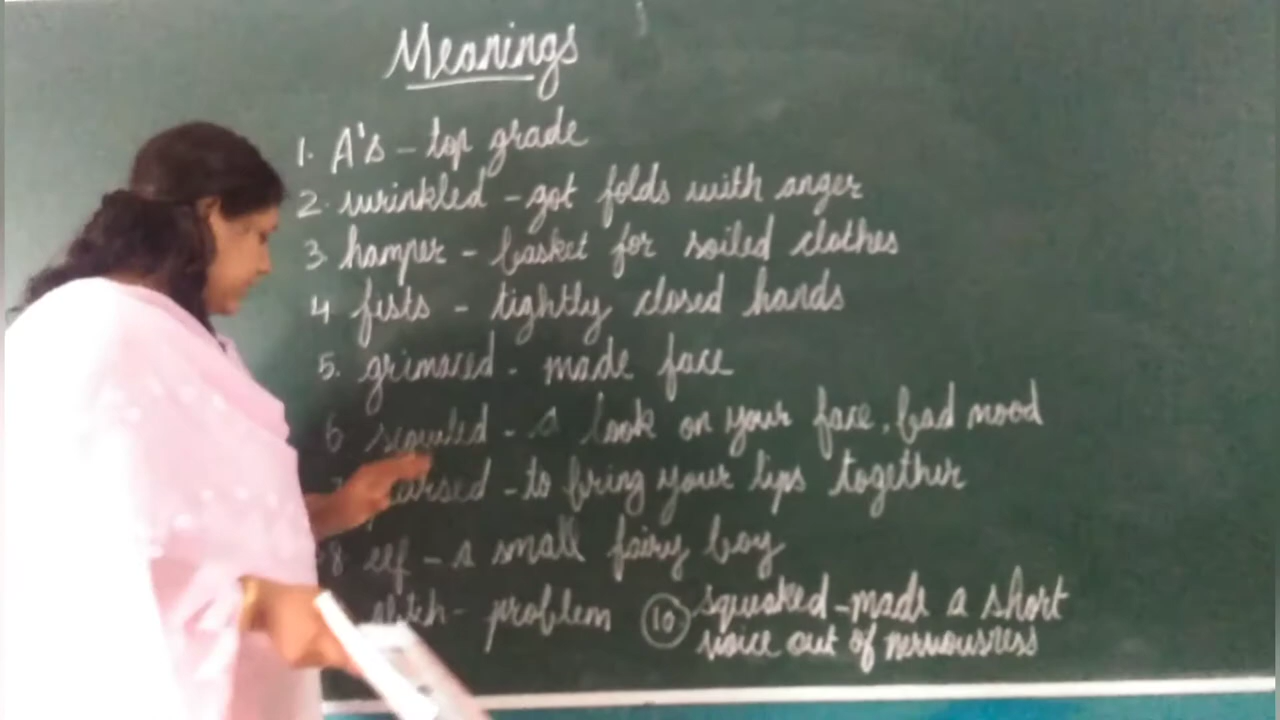 Meanings
1. A's - top grade
2. wrinkled - got folds with anger
3. hamper - basket for soiled clothes
4 fists - tightly closed hands
5. grimaced - made face
6 - a look on your face, bad mood
- to bring your lips together
8 elf - a small fairy boy
- problem
10 squeaked - made a short
voice out of nervousness